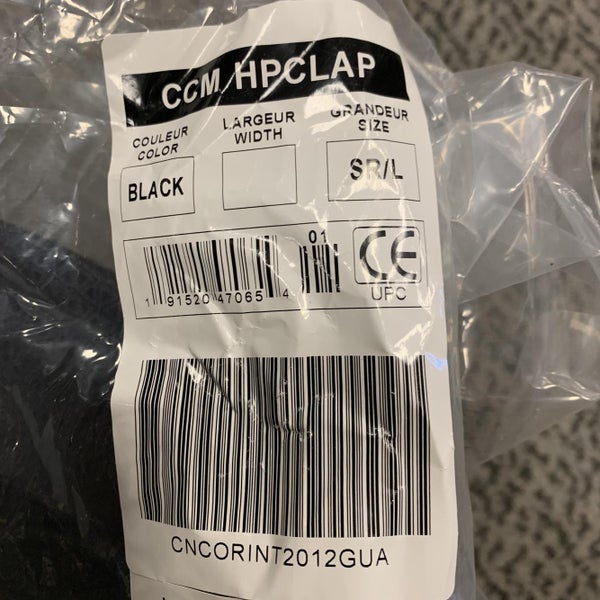 CCM HPCLAP
COULEUR
COLOR
LARGEUR
WIDTH
GRANDEUR
SIZE
BLACK
SR/L
01
CE
1 91520 47065 4
UPC
CNCORINT2012GUA